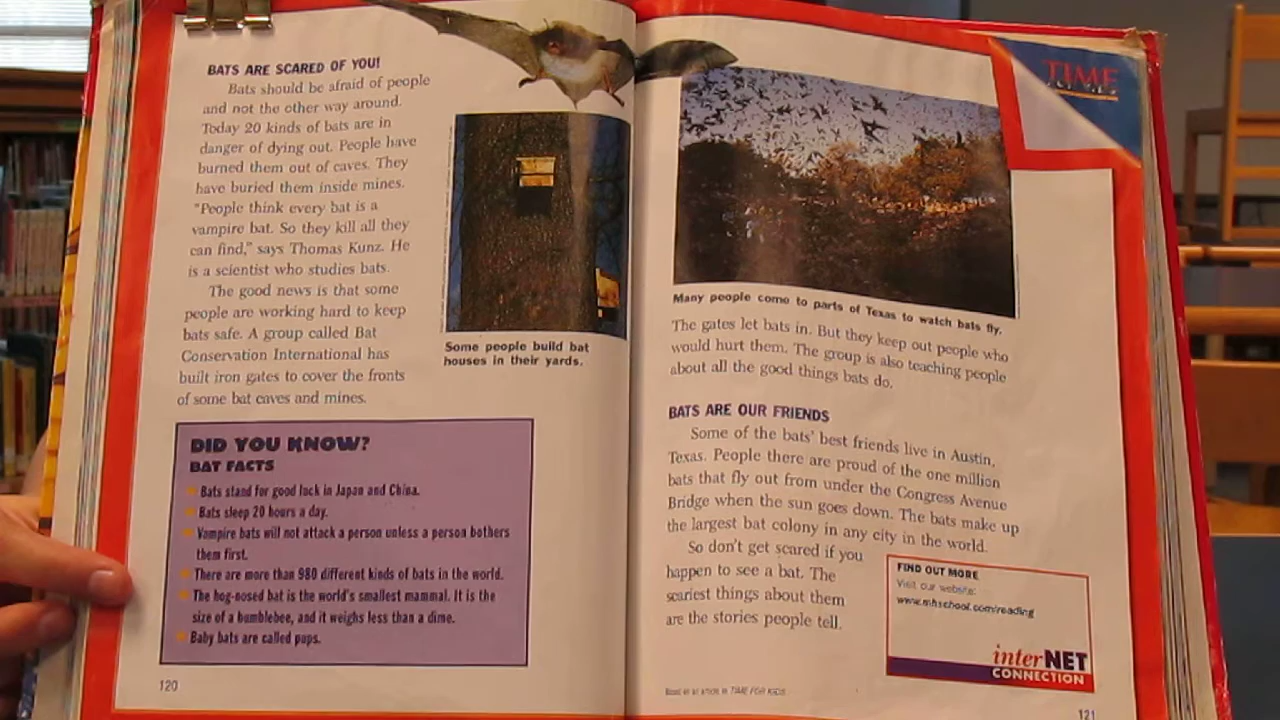 BATS ARE SCARED OF YOU!
Bats should be afraid of people
and not the other way around.
Today 20 kinds of bats are in
danger of dying out. People have
burned them out of caves. They
have buried them inside mines.
"People think every bat is a
vampire bat. So they kill all they
can find," says Thomas Kunz. He
is a scientist who studies bats.
The good news is that some
people are working hard to keep
bats safe. A group called Bat
Conservation International has
built iron gates to cover the fronts
of some bat caves and mines.
Some people build bat
houses in their yards.
DID YOU KNOW?
BAT FACTS
Bats stand for good luck in Japan and China.
Bats sleep 20 hours a day.
Vampire bats will not attack a person unless a person bothers
them first.
There are more than 980 different kinds of bats in the world.
The hog-nosed bat is the world's smallest mammal. It is the
size of a bumblebee, and it weighs less than a dime.
Baby bats are called pups.
120
TIME
Many people come to parts of Texas to watch bats fly.
The gates let bats in. But they keep out people who
would hurt them. The group is also teaching people
about all the good things bats do.
BATS ARE OUR FRIENDS
Some of the bats' best friends live in Austin,
Texas. People there are proud of the one million
bats that fly out from under the Congress Avenue
Bridge when the sun goes down. The bats make up
the largest bat colony in any city in the world.
So don't get scared if you
happen to see a bat. The
scariest things about them
are the stories people tell.
FIND OUT MORE
Visit our website:
www.mhschool.com/reading
interNET
CONNECTION
Based on an article in TIME FOR KIDS
121